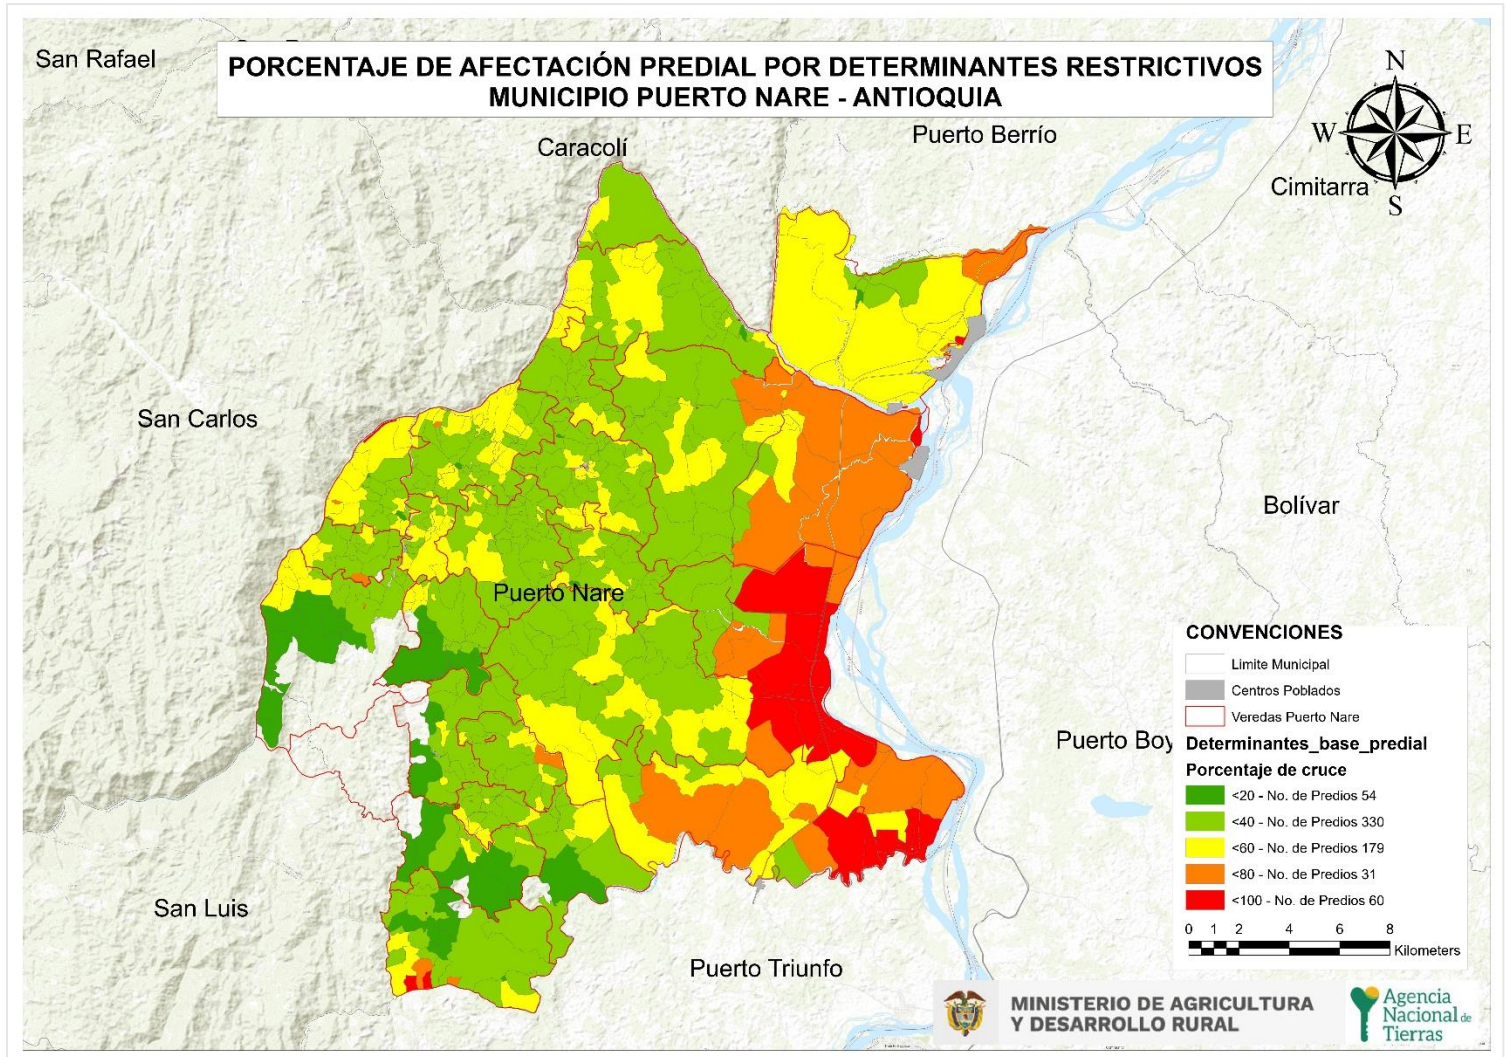 San Rafael
PORCENTAJE DE AFECTACIÓN PREDIAL POR DETERMINANTES RESTRICTIVOS
MUNICIPIO PUERTO NARE - ANTIOQUIA
N
W
E
S
Caracolí
Puerto Berrío
Cimitarra
San Carlos
Bolívar
Puerto Nare
Puerto Boy
San Luis
Puerto Triunfo
CONVENCIONES
Limite Municipal
Centros Poblados
Veredas Puerto Nare
Determinantes_base_predial
Porcentaje de cruce
<20 - No. de Predios 54
<40 - No. de Predios 330
<60 - No. de Predios 179
<80 - No. de Predios 31
<100 - No. de Predios 60
0 1 2 4 6 8
Kilometers
MINISTERIO DE AGRICULTURA
Y DESARROLLO RURAL
Agencia
Nacional de
Tierras